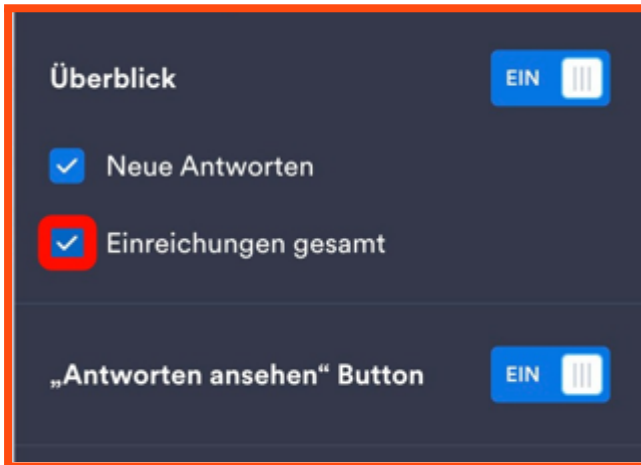 Überblick
EIN
Neue Antworten
Einreichungen gesamt
„Antworten ansehen“ Button
EIN